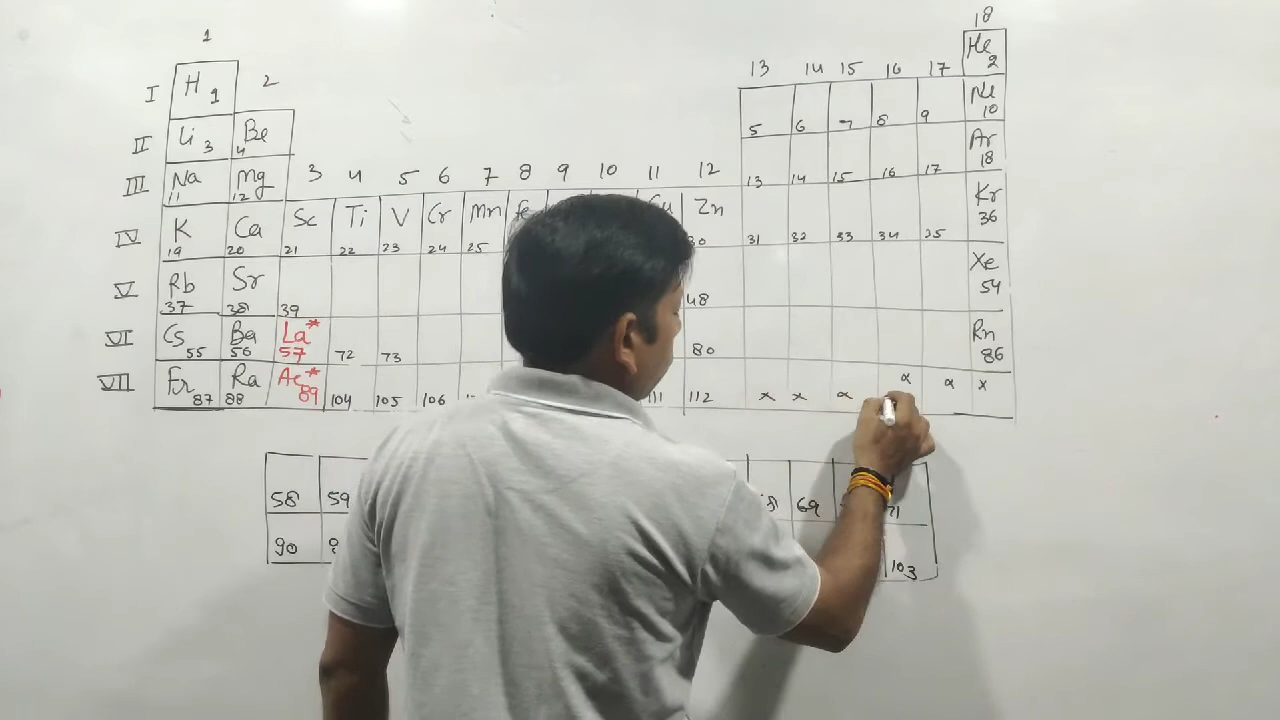 1 18
I H 1 2 13 14 15 16 17 He 2
II Li 3 Be 4 5 6 7 8 9 Ne 10
III Na 11 Mg 12 3 4 5 6 7 8 9 10 11 12 13 14 15 16 17 Ar 18
IV K 19 Ca 20 Sc 21 Ti 22 V 23 Cr 24 Mn 25 Fe Cu Zn 30 31 32 33 34 35 Kr 36
V Rb 37 Sr 38 39 48 Xe 54
VI Cs 55 Ba 56 La* 57 72 73 80 Rn 86
VII Fr 87 Ra 88 Ac* 89 104 105 106 111 112 x x x x x x
58 59 69 71
90 103